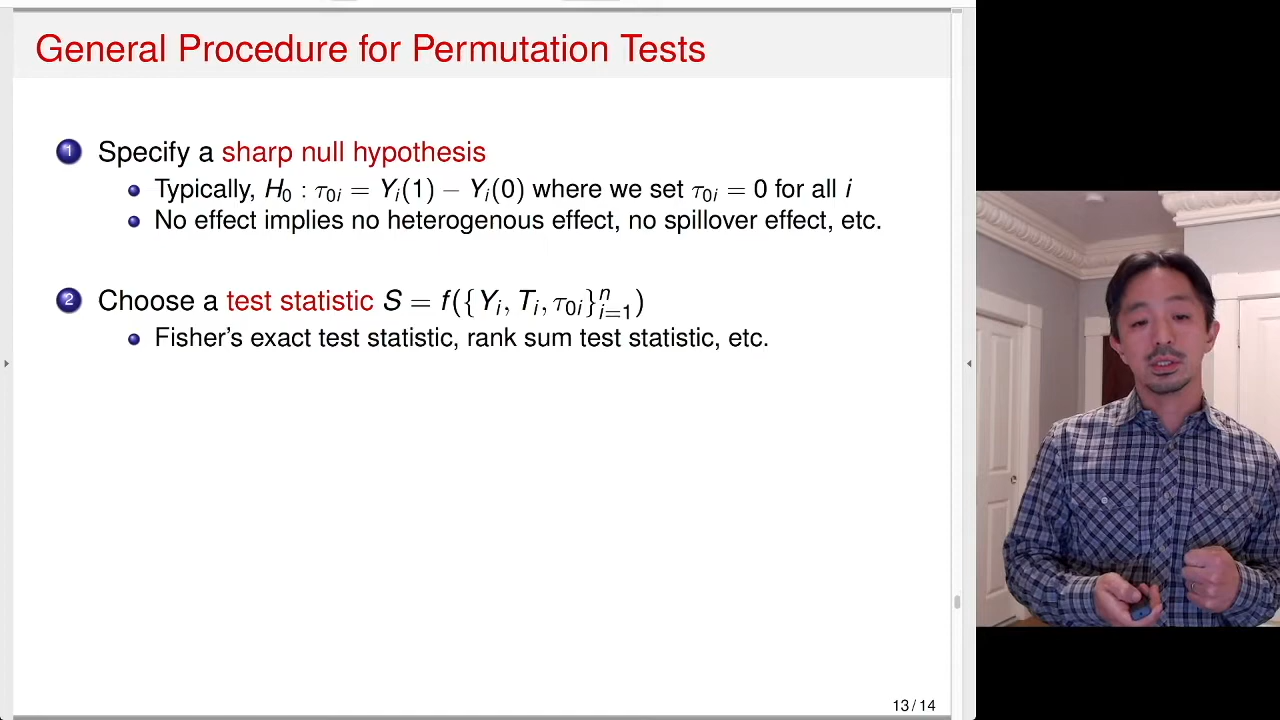 General Procedure for Permutation Tests
1 Specify a sharp null hypothesis
Typically, H₀ : τ₀ᵢ = Yᵢ(1) − Yᵢ(0) where we set τ₀ᵢ = 0 for all i
No effect implies no heterogenous effect, no spillover effect, etc.
2 Choose a test statistic S = f({Yᵢ, Tᵢ, τ₀ᵢ}ⁿᵢ₌₁)
Fisher's exact test statistic, rank sum test statistic, etc.
13 / 14